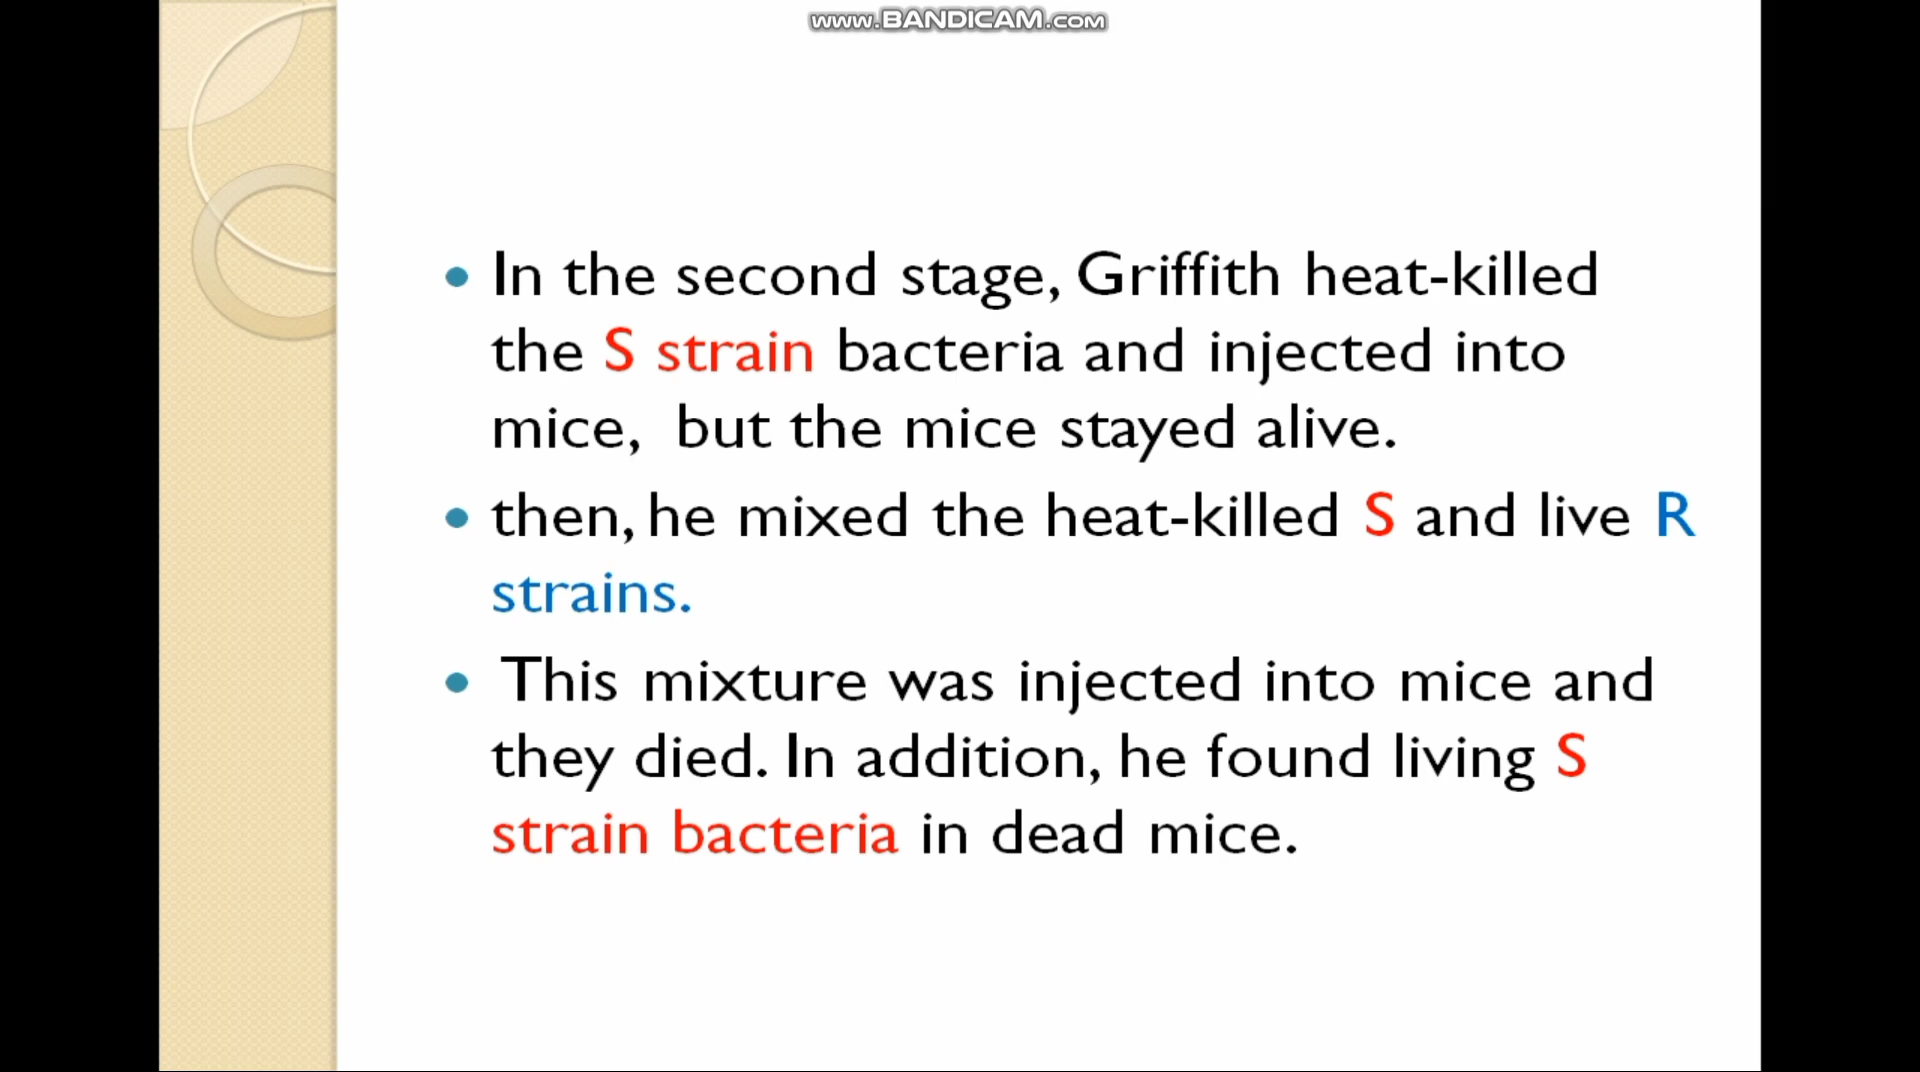 www.BANDICAM.com
• In the second stage, Griffith heat-killed
the S strain bacteria and injected into
mice,  but the mice stayed alive.
• then, he mixed the heat-killed S and live R
strains.
• This mixture was injected into mice and
they died. In addition, he found living S
strain bacteria in dead mice.